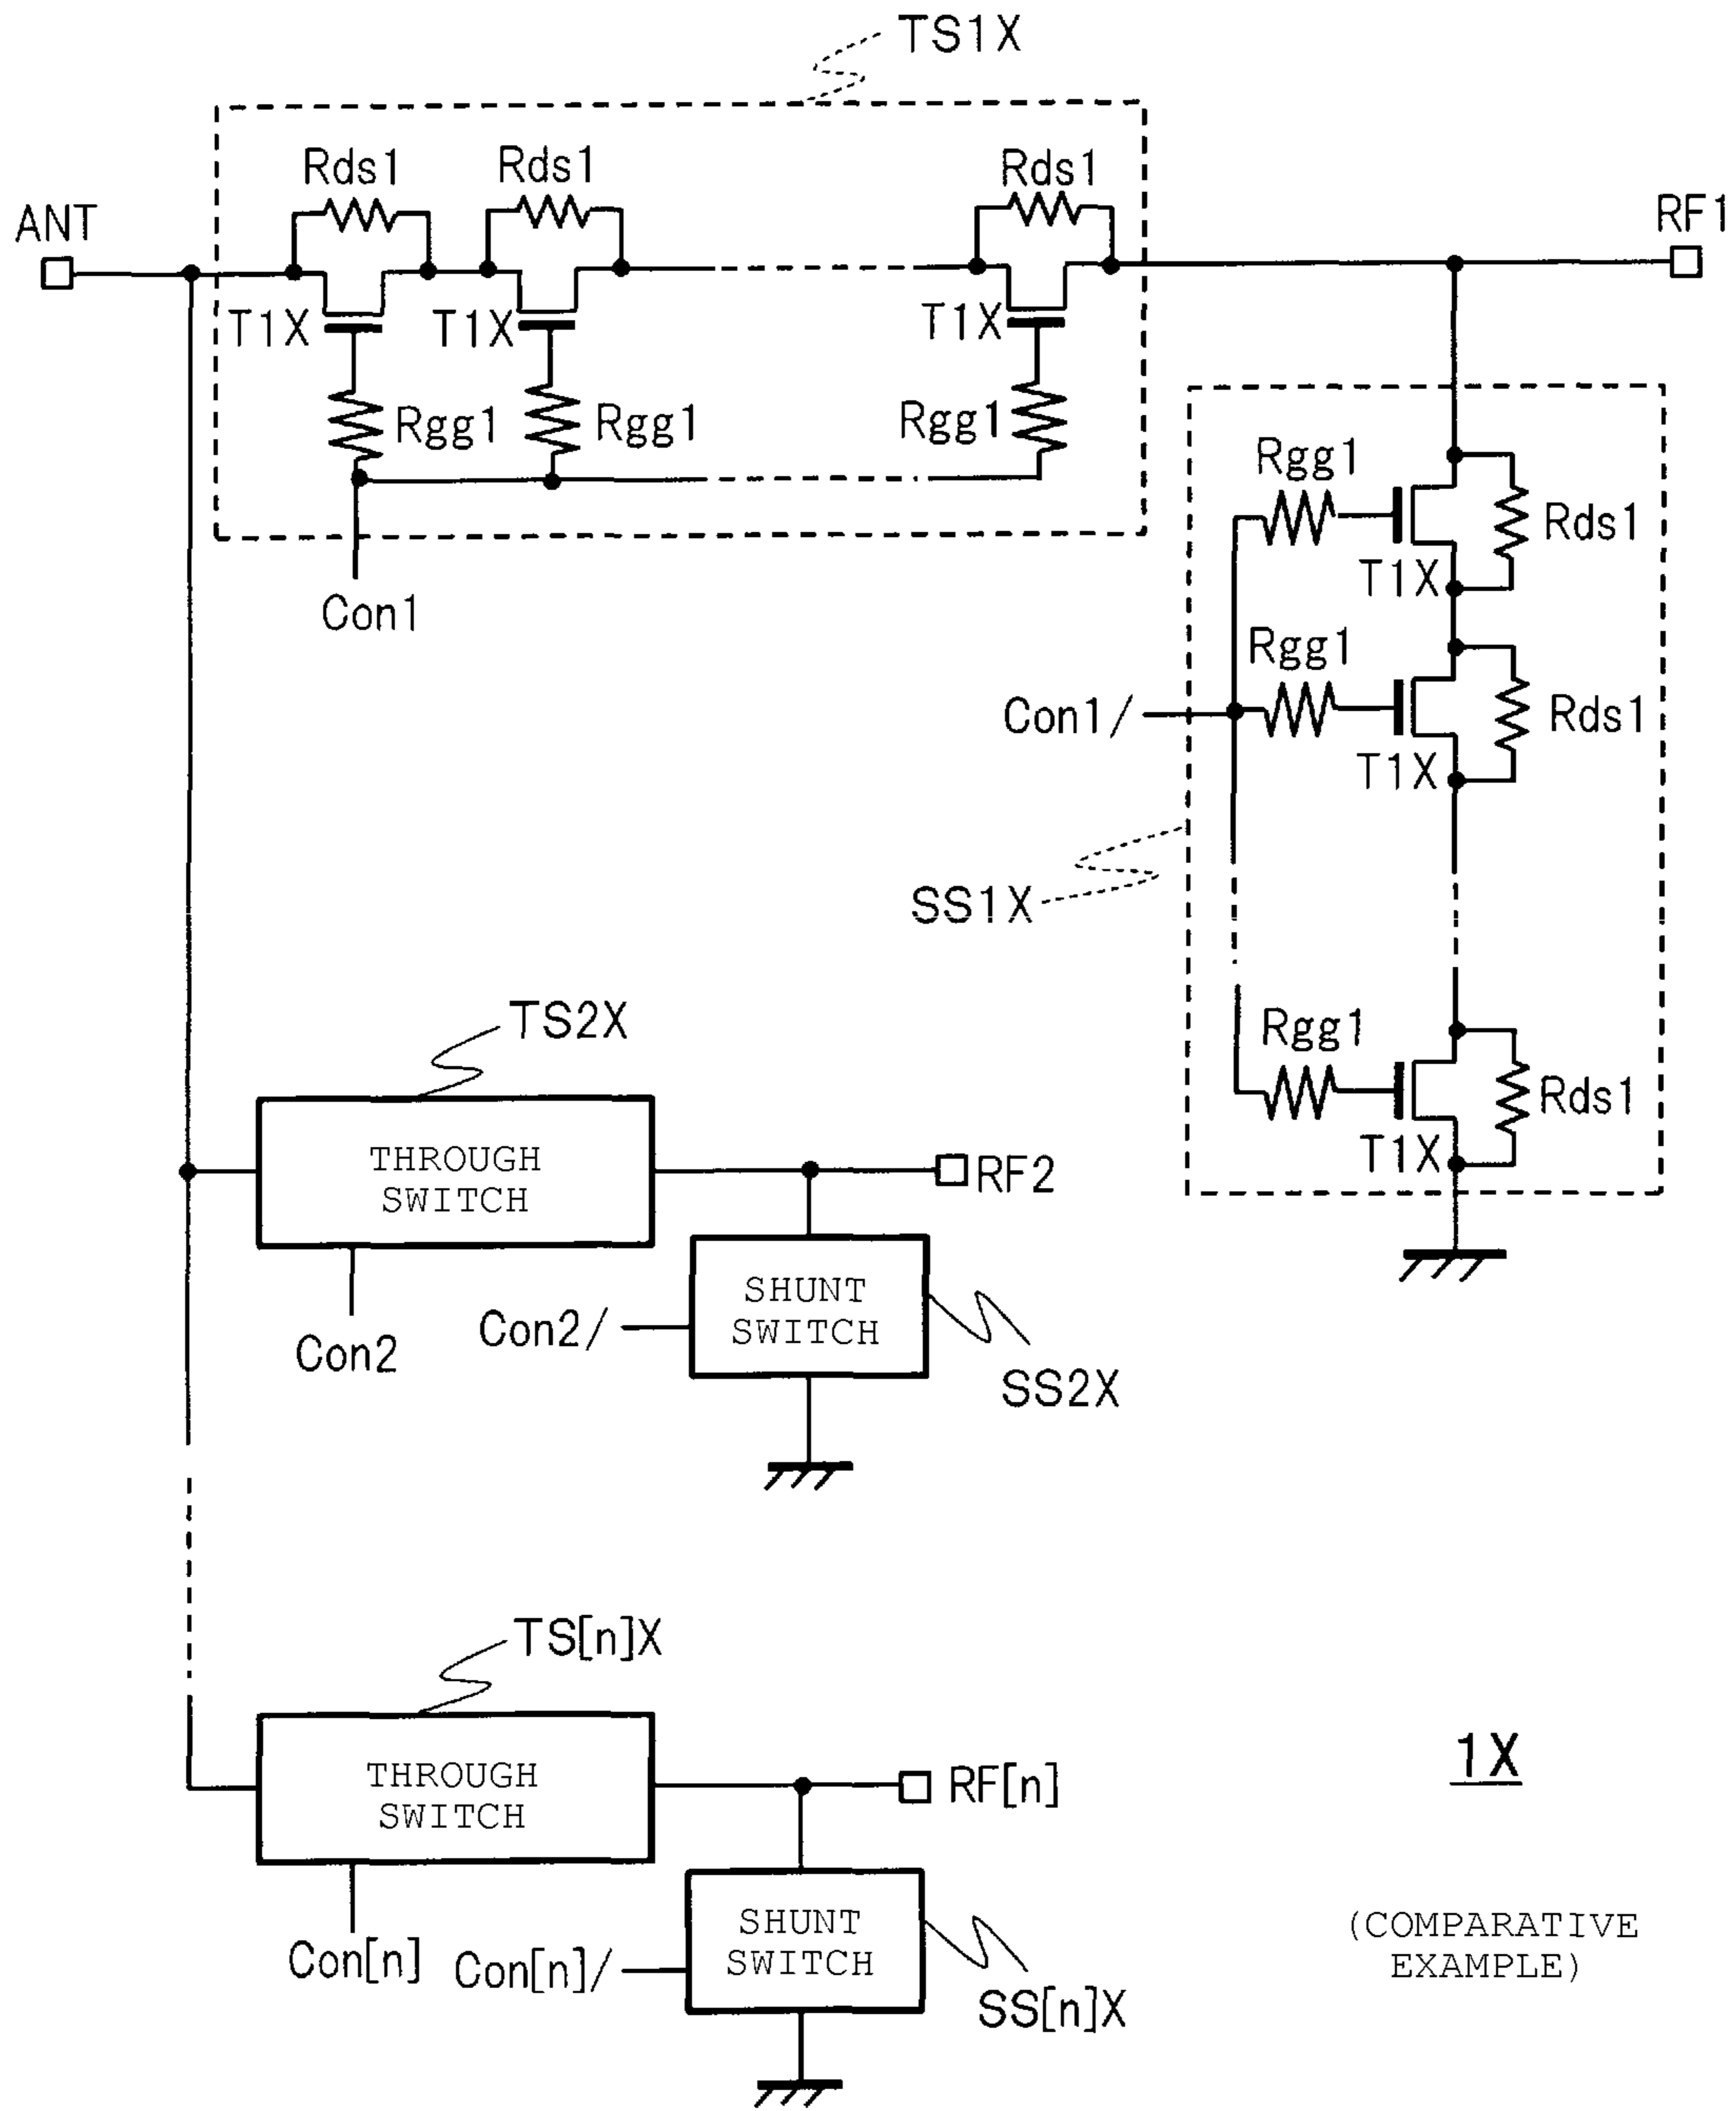 TS1X
Rds1
Rds1
Rds1
ANT
RF1
T1X
T1X
T1X
Rgg1
Rgg1
Rgg1
Con1
Rgg1
Rds1
T1X
Rgg1
Con1/
Rds1
T1X
SS1X
Rgg1
Rds1
T1X
TS2X
THROUGH
SWITCH
RF2
Con2
SHUNT
SWITCH
Con2/
SS2X
TS[n]X
THROUGH
SWITCH
RF[n]
Con[n]
SHUNT
SWITCH
Con[n]/
SS[n]X
1X
(COMPARATIVE
EXAMPLE)